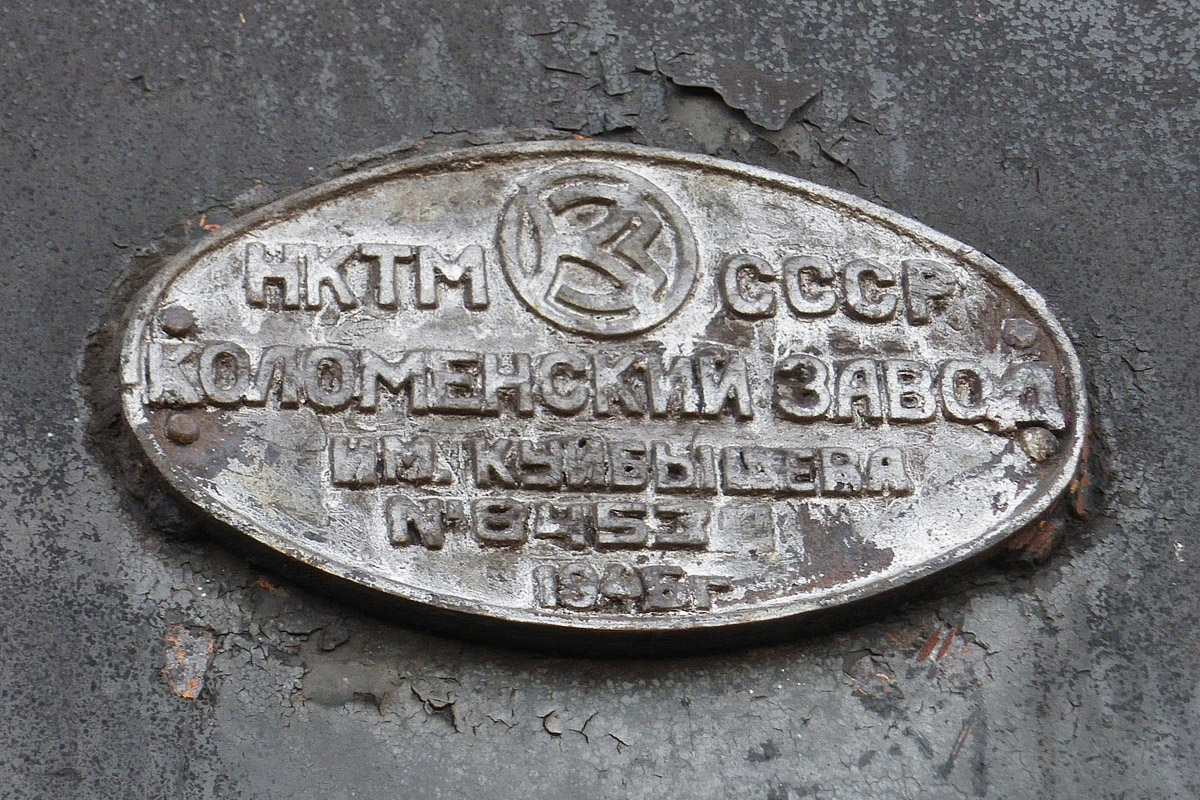 НКТМ СССР
КОЛОМЕНСКИЙ ЗАВОД
ИМ. КУЙБЫШЕВА
№ 8453
1946г